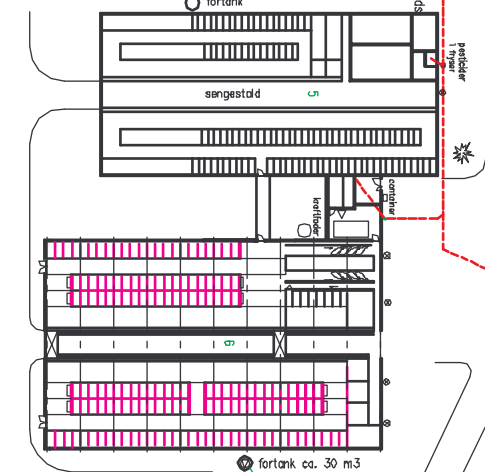 fortank
pesticider
i fryser
sengestald
5
container
kraftfoder
6
fortank ca. 30 m3